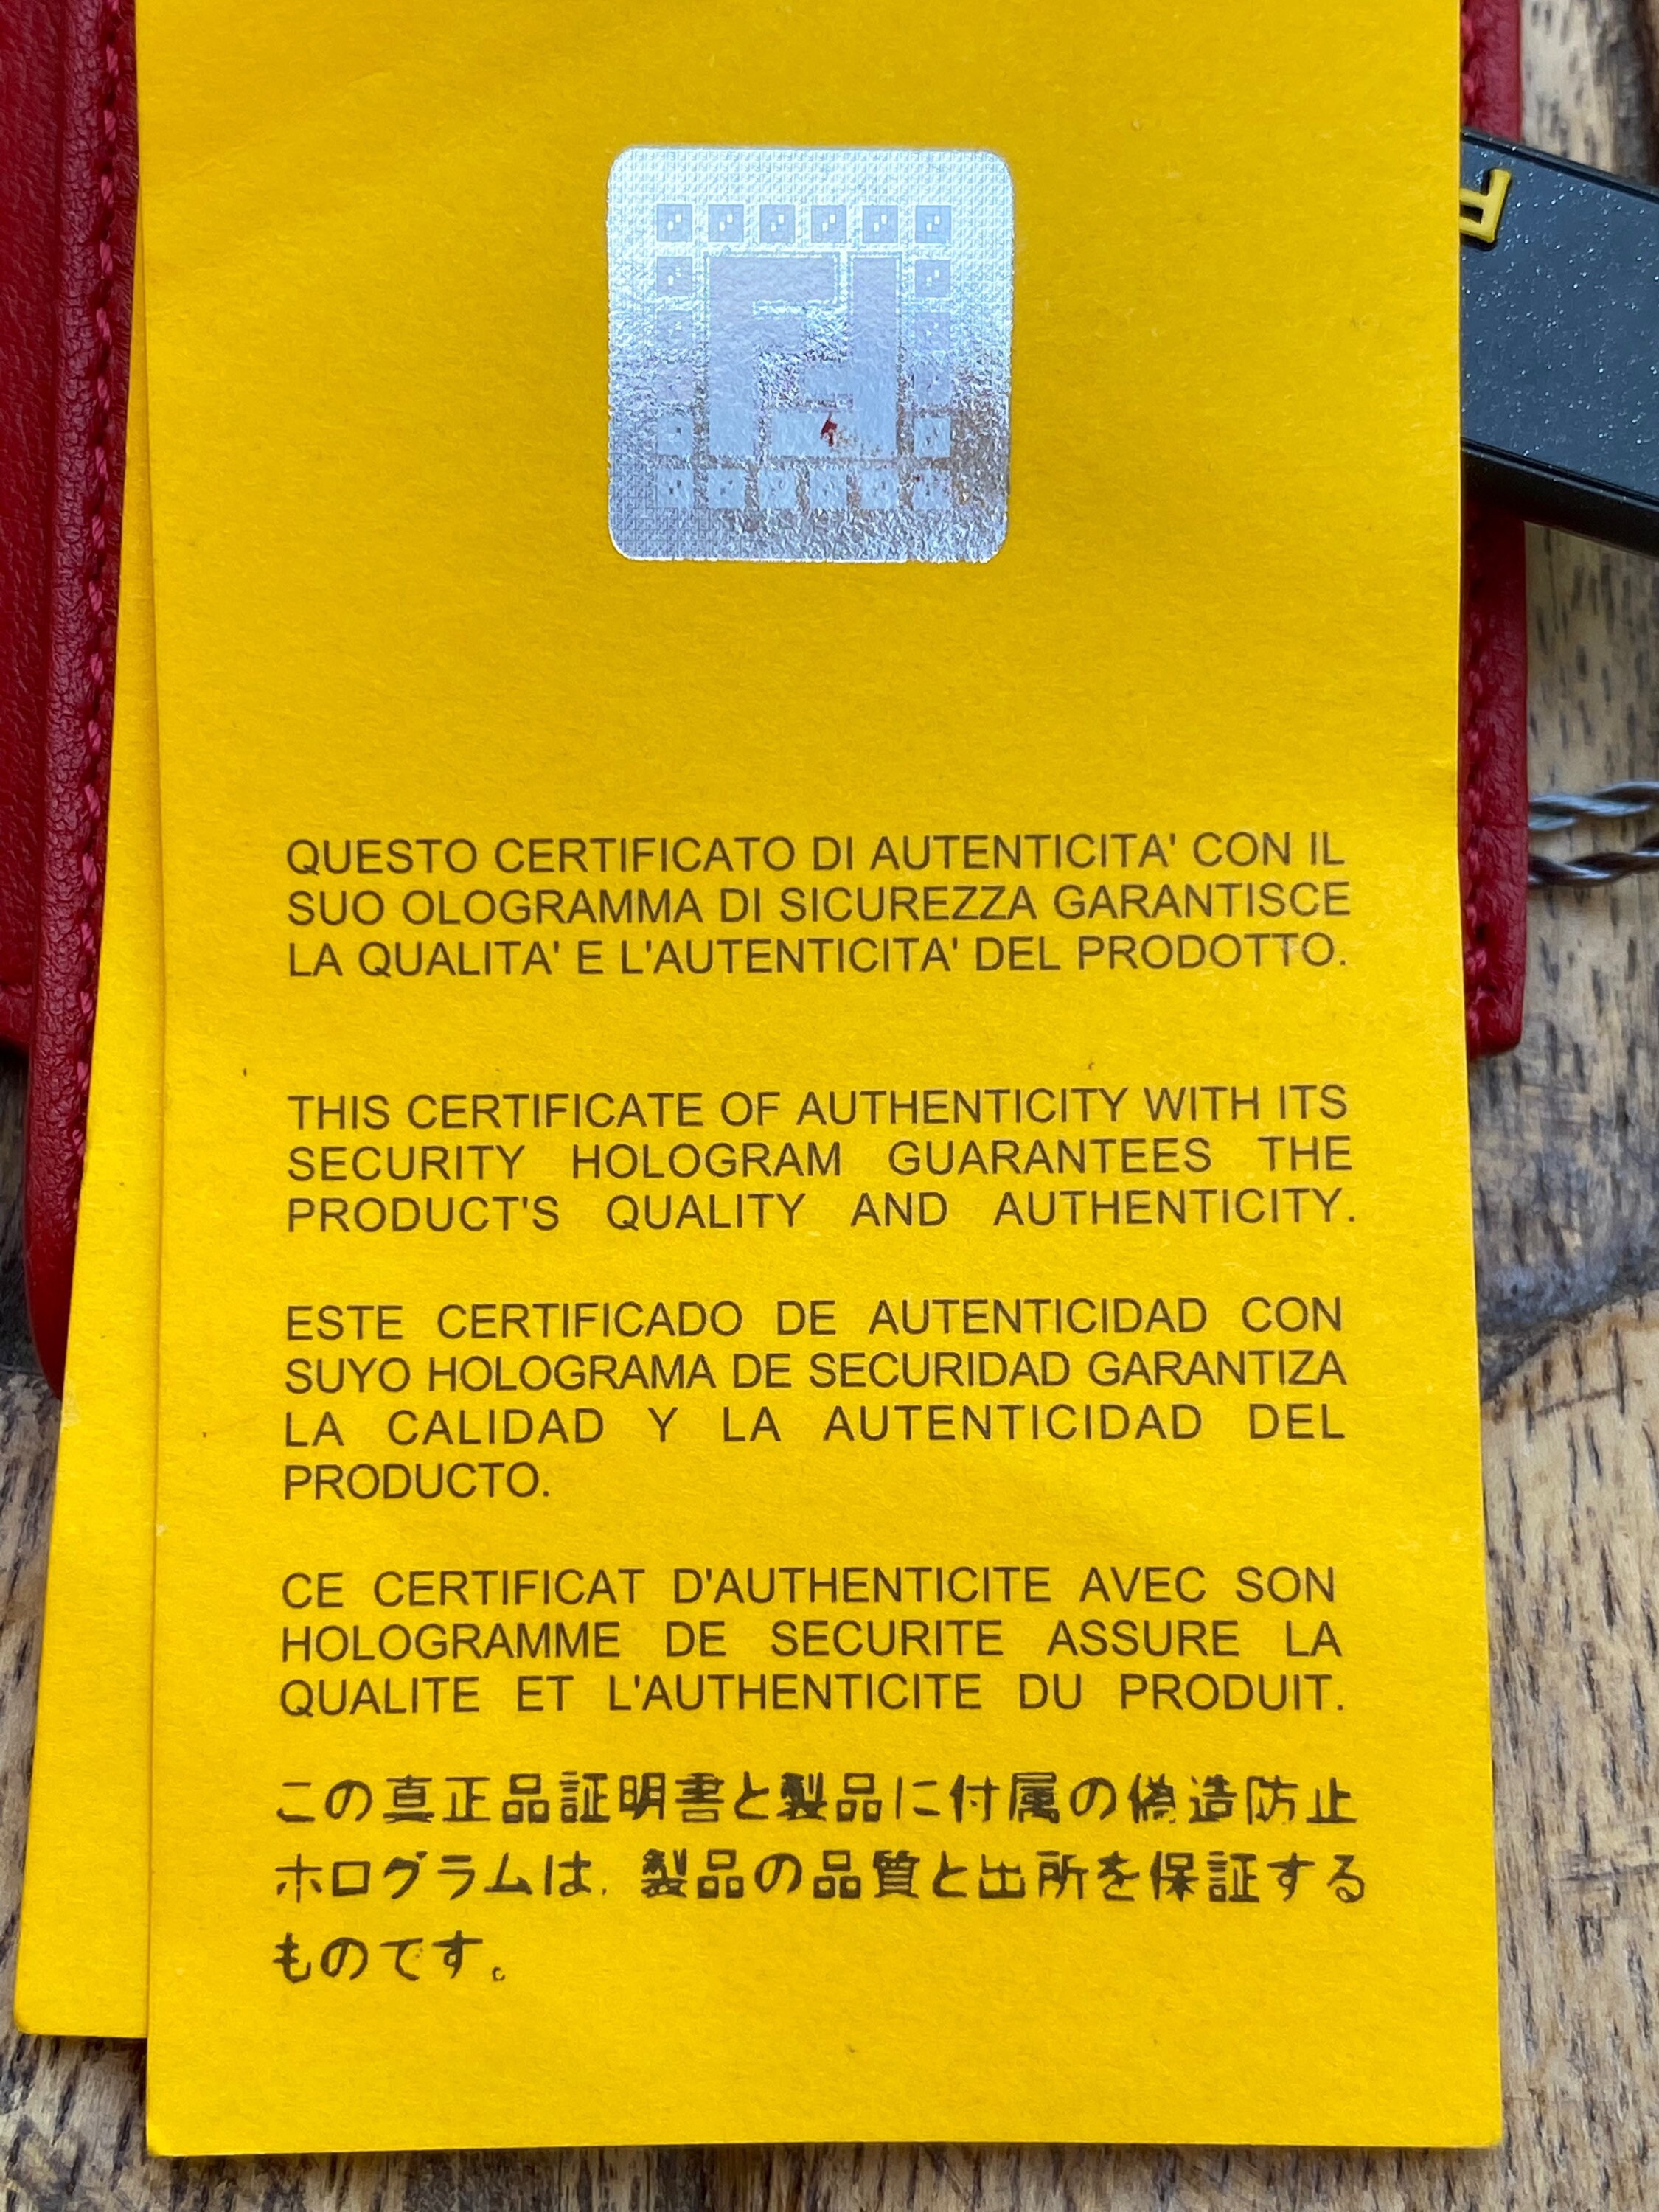 QUESTO CERTIFICATO DI AUTENTICITA' CON IL
SUO OLOGRAMMA DI SICUREZZA GARANTISCE
LA QUALITA' E L'AUTENTICITA' DEL PRODOTTO.
THIS CERTIFICATE OF AUTHENTICITY WITH ITS
SECURITY HOLOGRAM GUARANTEES THE
PRODUCT'S QUALITY AND AUTHENTICITY.
ESTE CERTIFICADO DE AUTENTICIDAD CON
SUYO HOLOGRAMA DE SECURIDAD GARANTIZA
LA CALIDAD Y LA AUTENTICIDAD DEL
PRODUCTO.
CE CERTIFICAT D'AUTHENTICITE AVEC SON
HOLOGRAMME DE SECURITE ASSURE LA
QUALITE ET L'AUTHENTICITE DU PRODUIT.
この真正品証明書と製品に付属の偽造防止
ホログラムは, 製品の品質と出所を保証する
ものです。